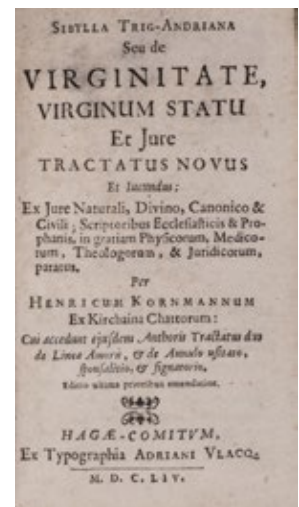 SIBYLLA TRIG-ANDRIANA
Seu de
VIRGINITATE,
VIRGINUM STATU
Et Jure
TRACTATUS NOVUS
Et Iucundus;
Ex Jure Naturali, Divino, Canonico &
Civili; Scriptoribus Ecclesiasticis & Pro-
phanis, in gratiam Physicorum, Medico-
rum, Theologorum, & Juridicorum,
paratus.
Per
HENRICUM KORNMANNUM
Ex Kirchaina Chattorum:
Cui accedunt ejusdem Authoris Tractatus duo
de Linea Amoris, & de Annulo usitato,
sponsalitio, & signatorio,
Editio ultima prioribus emendatior.
HAGÆ-COMITVM,
Ex Typographia ADRIANI VLACQ,
M. D. C. LIV.